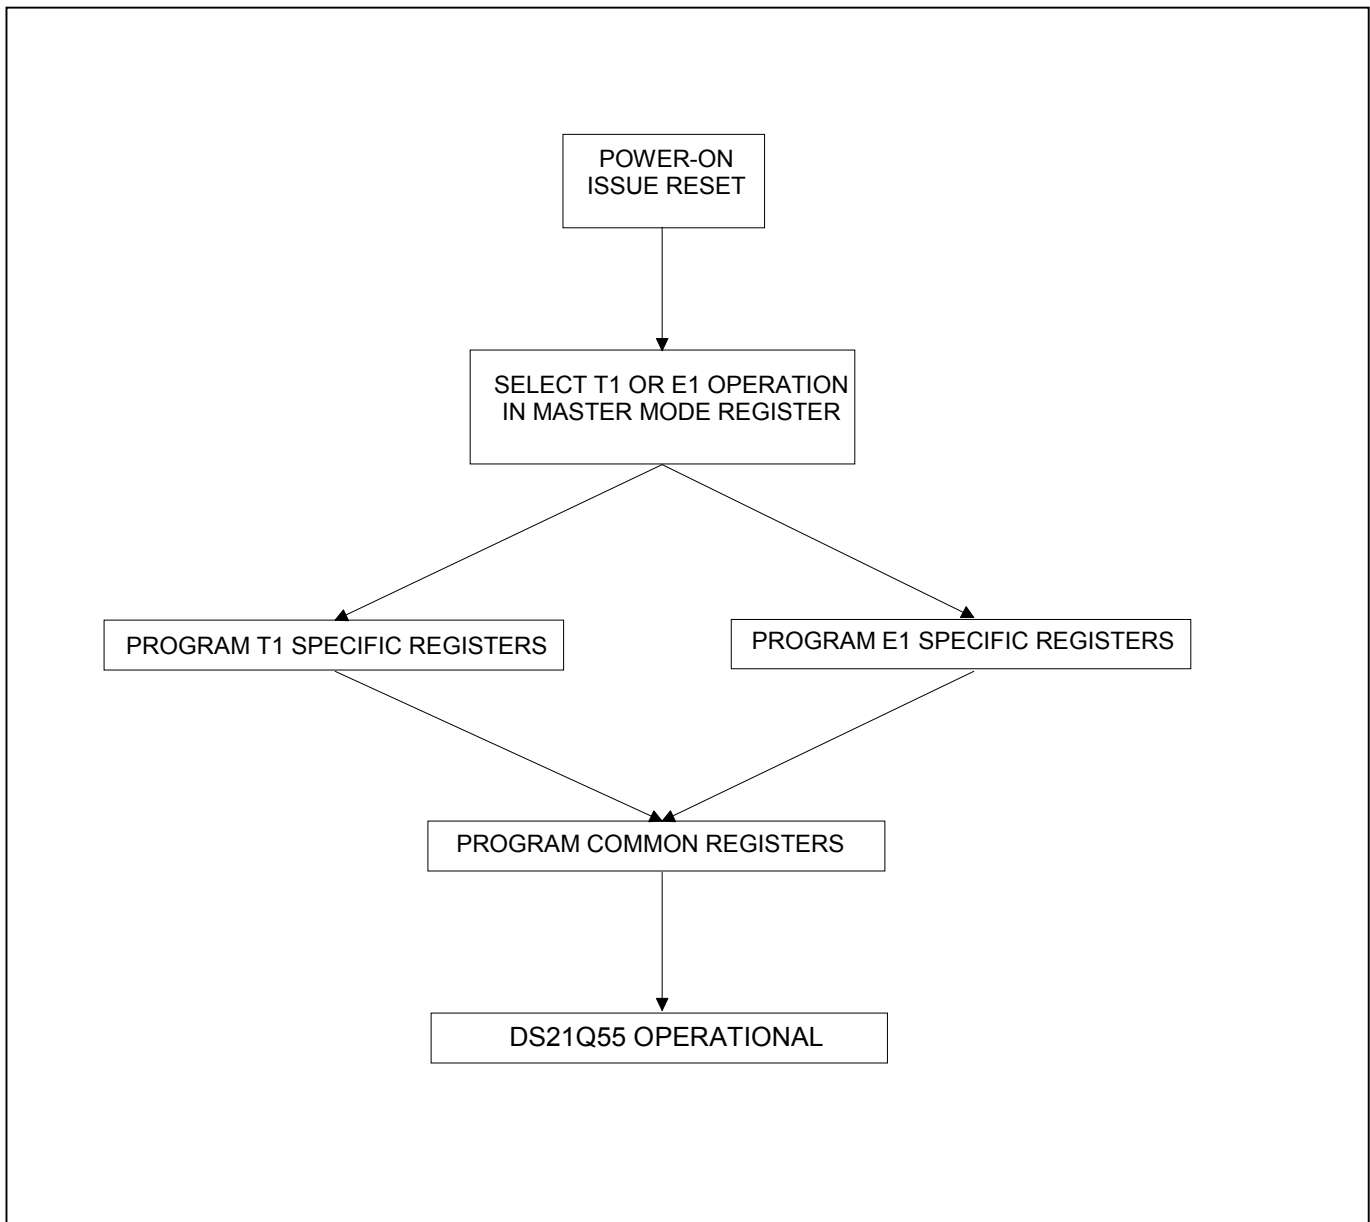 POWER-ON
ISSUE RESET
SELECT T1 OR E1 OPERATION
IN MASTER MODE REGISTER
PROGRAM T1 SPECIFIC REGISTERS
PROGRAM E1 SPECIFIC REGISTERS
PROGRAM COMMON REGISTERS
DS21Q55 OPERATIONAL